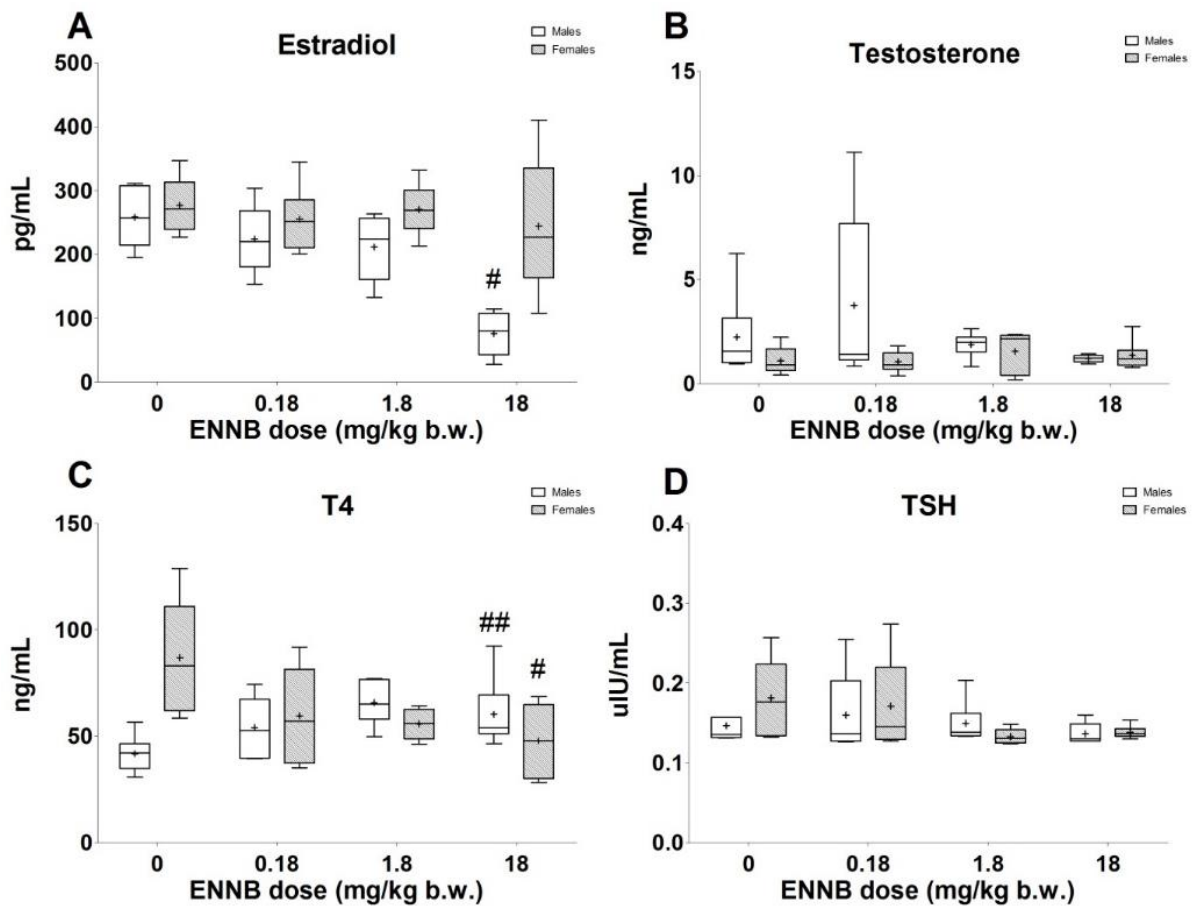 A
Estradiol
Males
Females
500
400
300
200
100
0
pg/mL
#
0 0.18 1.8 18
ENNB dose (mg/kg b.w.)
B
Testosterone
Males
Females
15
10
5
0
ng/mL
0 0.18 1.8 18
ENNB dose (mg/kg b.w.)
C
T4
Males
Females
150
100
50
0
ng/mL
##
#
0 0.18 1.8 18
ENNB dose (mg/kg b.w.)
D
TSH
Males
Females
0.4
0.3
0.2
0.1
0.0
uIU/mL
0 0.18 1.8 18
ENNB dose (mg/kg b.w.)